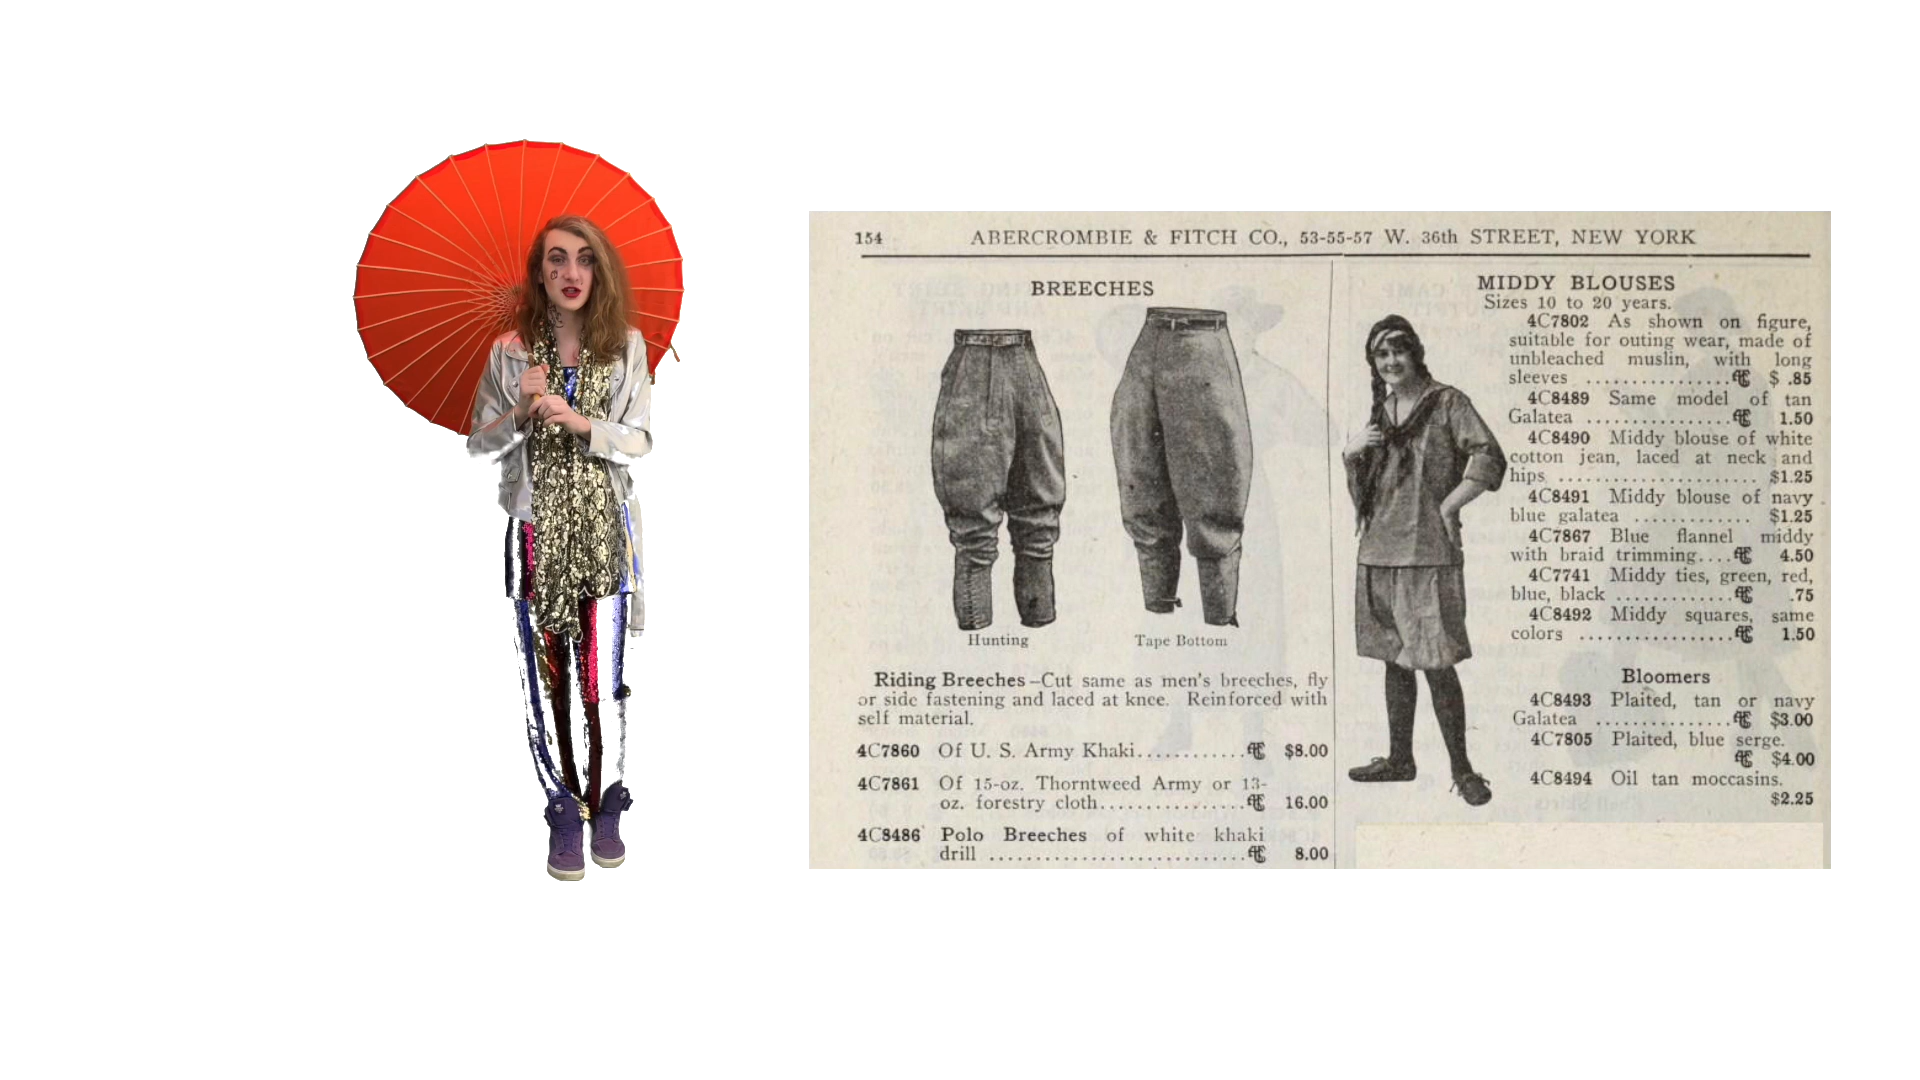 154 ABERCROMBIE & FITCH CO., 53-55-57 W. 36th STREET, NEW YORK
BREECHES
Hunting
Tape Bottom
Riding Breeches—Cut same as men's breeches, fly
or side fastening and laced at knee. Reinforced with
self material.
4C7860 Of U. S. Army Khaki............ $8.00
4C7861 Of 15-oz. Thorntweed Army or 13-
oz. forestry cloth................ 16.00
4C8486 Polo Breeches of white khaki
drill ............................ 8.00
MIDDY BLOUSES
Sizes 10 to 20 years.
4C7802 As shown on figure,
suitable for outing wear, made of
unbleached muslin, with long
sleeves ................ $ .85
4C8489 Same model of tan
Galatea ................ 1.50
4C8490 Middy blouse of white
cotton jean, laced at neck and
hips ....................... $1.25
4C8491 Middy blouse of navy
blue galatea ............. $1.25
4C7867 Blue flannel middy
with braid trimming.... 4.50
4C7741 Middy ties, green, red,
blue, black ............. .75
4C8492 Middy squares, same
colors ................. 1.50
Bloomers
4C8493 Plaited, tan or navy
Galatea ............... $3.00
4C7805 Plaited, blue serge.
$4.00
4C8494 Oil tan moccasins.
$2.25